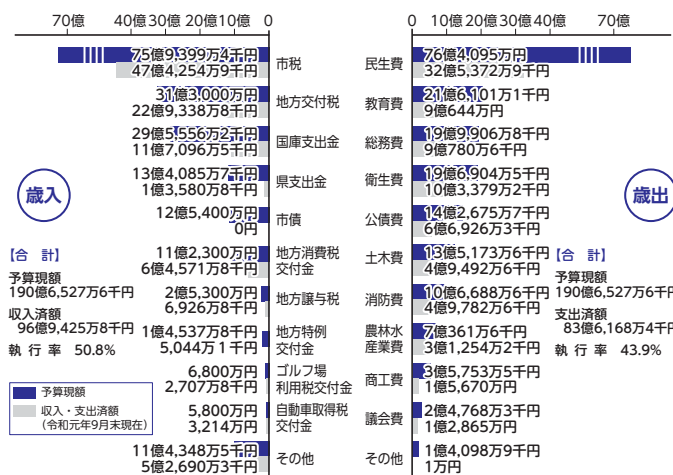 70億 40億 30億 20億 10億 0
0 10億 20億 30億 40億 70億
歳入
75億9,399万4千円
47億4,254万9千円
市税
31億3,000万円
22億9,338万8千円
地方交付税
29億5,556万2千円
11億7,096万5千円
国庫支出金
13億4,085万7千円
1億3,580万8千円
県支出金
12億5,400万円
0円
市債
11億2,300万円
6億4,571万8千円
地方消費税
交付金
2億5,300万円
6,926万8千円
地方譲与税
1億4,537万8千円
5,044万1千円
地方特例
交付金
6,800万円
2,707万8千円
ゴルフ場
利用税交付金
5,800万円
3,214万円
自動車取得税
交付金
11億4,348万5千円
5億2,690万3千円
その他
【合 計】
予算現額
190億6,527万6千円
収入済額
96億9,425万8千円
執行率 50.8%
予算現額
収入・支出済額
(令和元年9月末現在)
歳出
民生費
76億4,095万円
32億5,372万9千円
教育費
21億6,101万1千円
9億644万円
総務費
19億9,906万8千円
9億780万6千円
衛生費
19億6,904万5千円
10億3,379万2千円
公債費
14億2,675万7千円
6億6,926万3千円
土木費
13億5,173万6千円
4億9,492万6千円
消防費
10億6,688万6千円
4億9,782万6千円
農林水
産業費
7億361万6千円
3億1,254万2千円
商工費
3億5,753万5千円
1億5,670万円
議会費
2億4,768万3千円
1億2,865万円
その他
1億4,098万9千円
1万円
【合 計】
予算現額
190億6,527万6千円
支出済額
83億6,168万4千円
執行率 43.9%